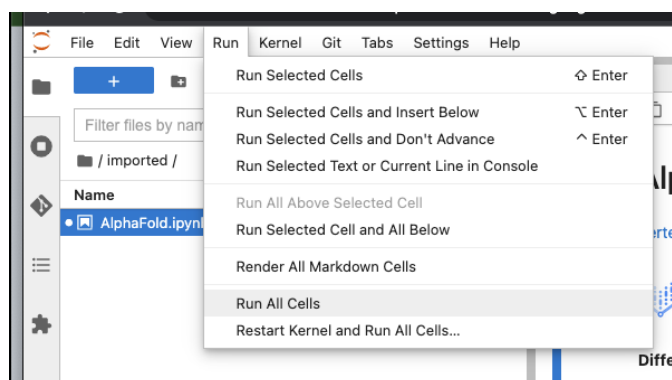 File Edit View Run Kernel Git Tabs Settings Help
Run Selected Cells ⇧ Enter
Run Selected Cells and Insert Below ⌥ Enter
Run Selected Cells and Don't Advance ^ Enter
Run Selected Text or Current Line in Console
Run All Above Selected Cell
Run Selected Cell and All Below
Render All Markdown Cells
Run All Cells
Restart Kernel and Run All Cells...
+
Filter files by nam
/ imported /
Name
AlphaFold.ipynl
Diffe